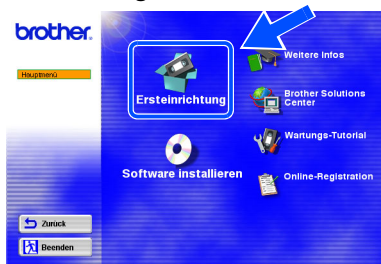 brother.
Hauptmenü
Ersteinrichtung
Software installieren
Weitere Infos
Brother Solutions
Center
Wartungs-Tutorial
Online-Registration
Zurück
Beenden